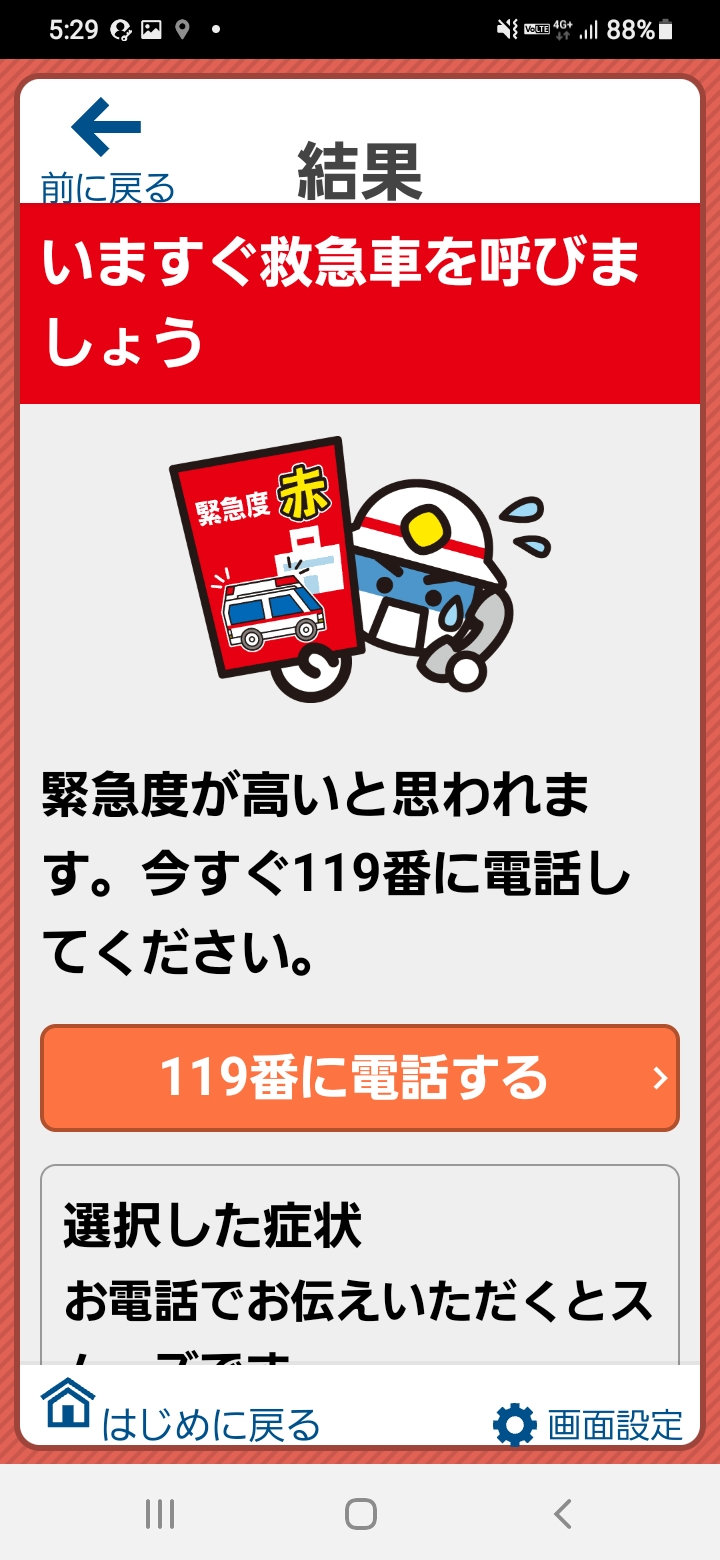 5:29
VoLTE 4G+ 88%
前に戻る
結果
いますぐ救急車を呼びま
しょう
緊急度 赤
緊急度が高いと思われま
す。今すぐ119番に電話し
てください。
119番に電話する
選択した症状
お電話でお伝えいただくとス
はじめに戻る
画面設定